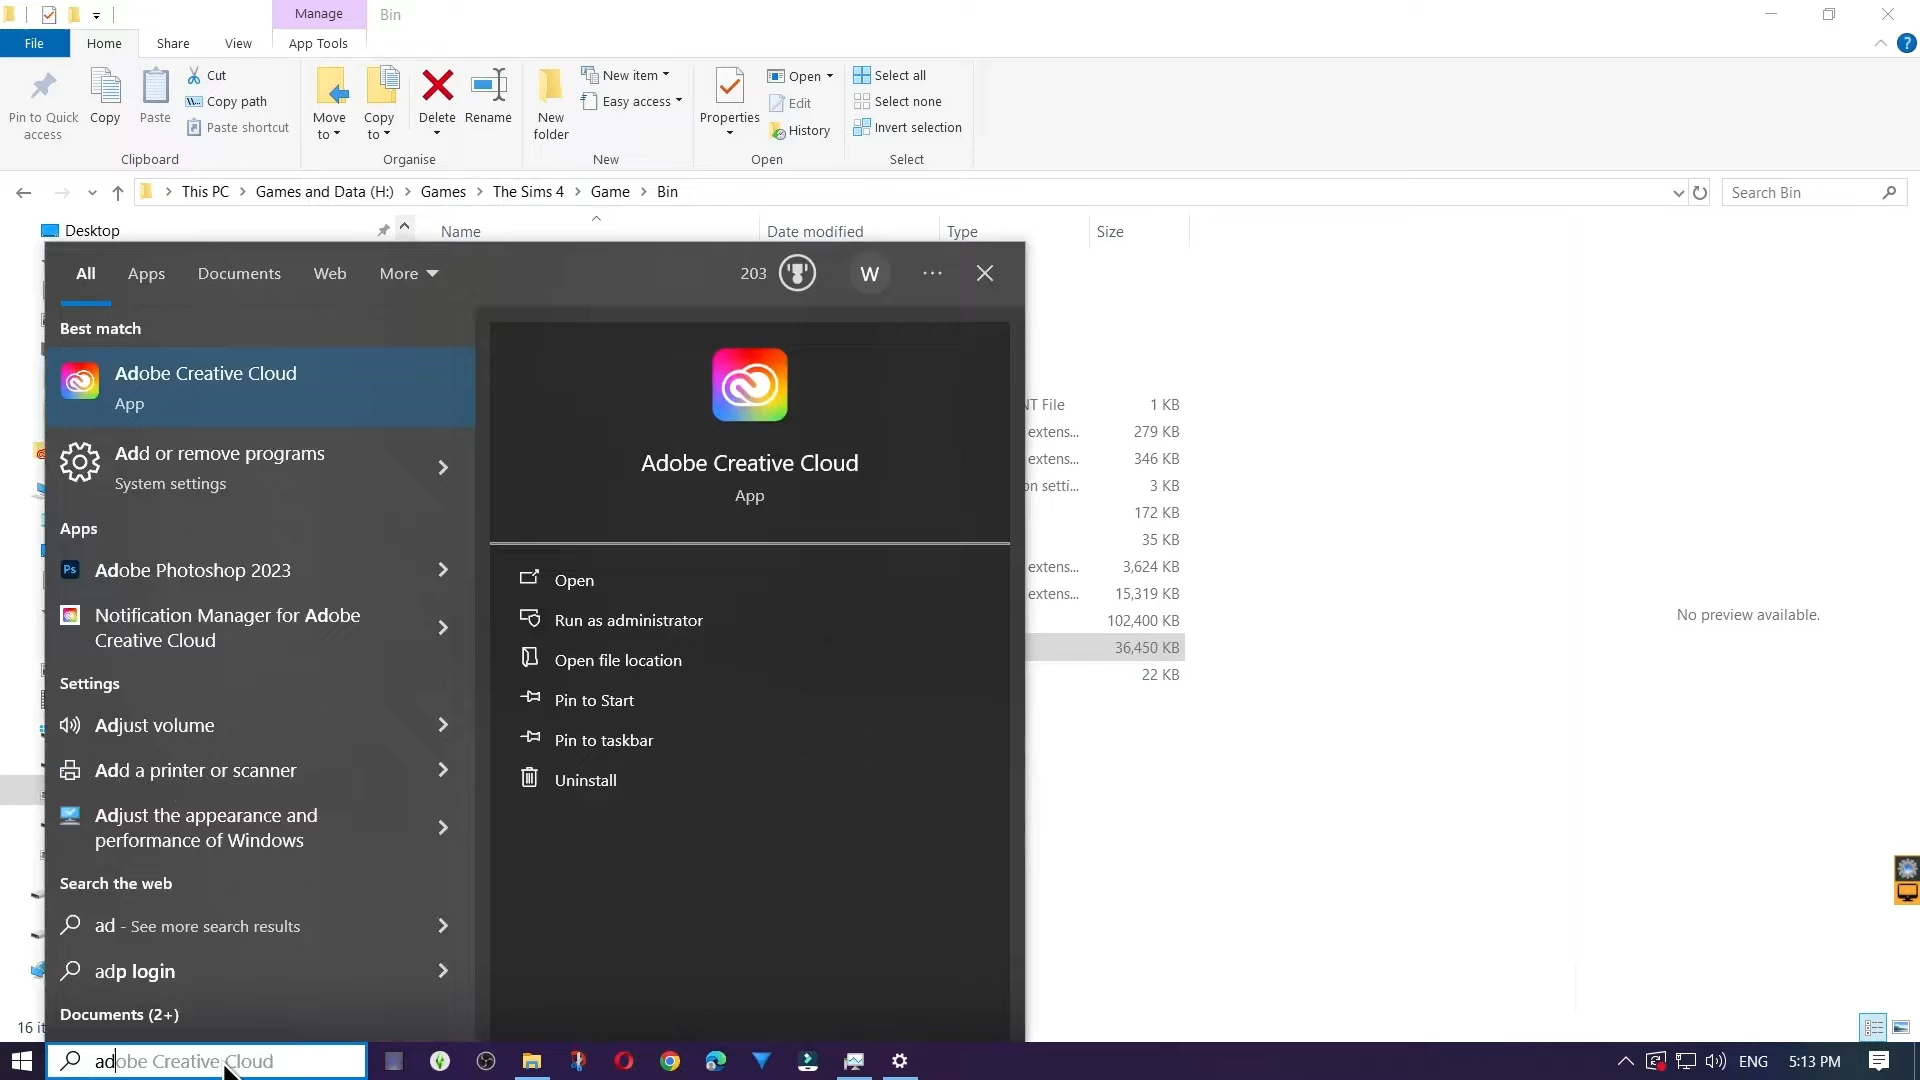 Manage
Bin
File
Home
Share
View
App Tools
Pin to Quick
access
Copy
Paste
Cut
Copy path
Paste shortcut
Clipboard
Move
to
Copy
to
Delete
Rename
Organise
New
folder
New item
Easy access
New
Properties
Open
Edit
History
Open
Select all
Select none
Invert selection
Select
This PC
Games and Data (H:)
Games
The Sims 4
Game
Bin
Search Bin
Desktop
Name
Date modified
Type
Size
All
Apps
Documents
Web
More
203
W
Best match
Adobe Creative Cloud
App
Add or remove programs
System settings
Apps
Ps
Adobe Photoshop 2023
Notification Manager for Adobe
Creative Cloud
Settings
Adjust volume
Add a printer or scanner
Adjust the appearance and
performance of Windows
Search the web
ad - See more search results
adp login
Documents (2+)
Adobe Creative Cloud
App
Open
Run as administrator
Open file location
Pin to Start
Pin to taskbar
Uninstall
File 1 KB
extens... 279 KB
extens... 346 KB
setti... 3 KB
172 KB
35 KB
extens... 3,624 KB
extens... 15,319 KB
102,400 KB
36,450 KB
22 KB
No preview available.
16
adobe Creative Cloud
ENG
5:13 PM